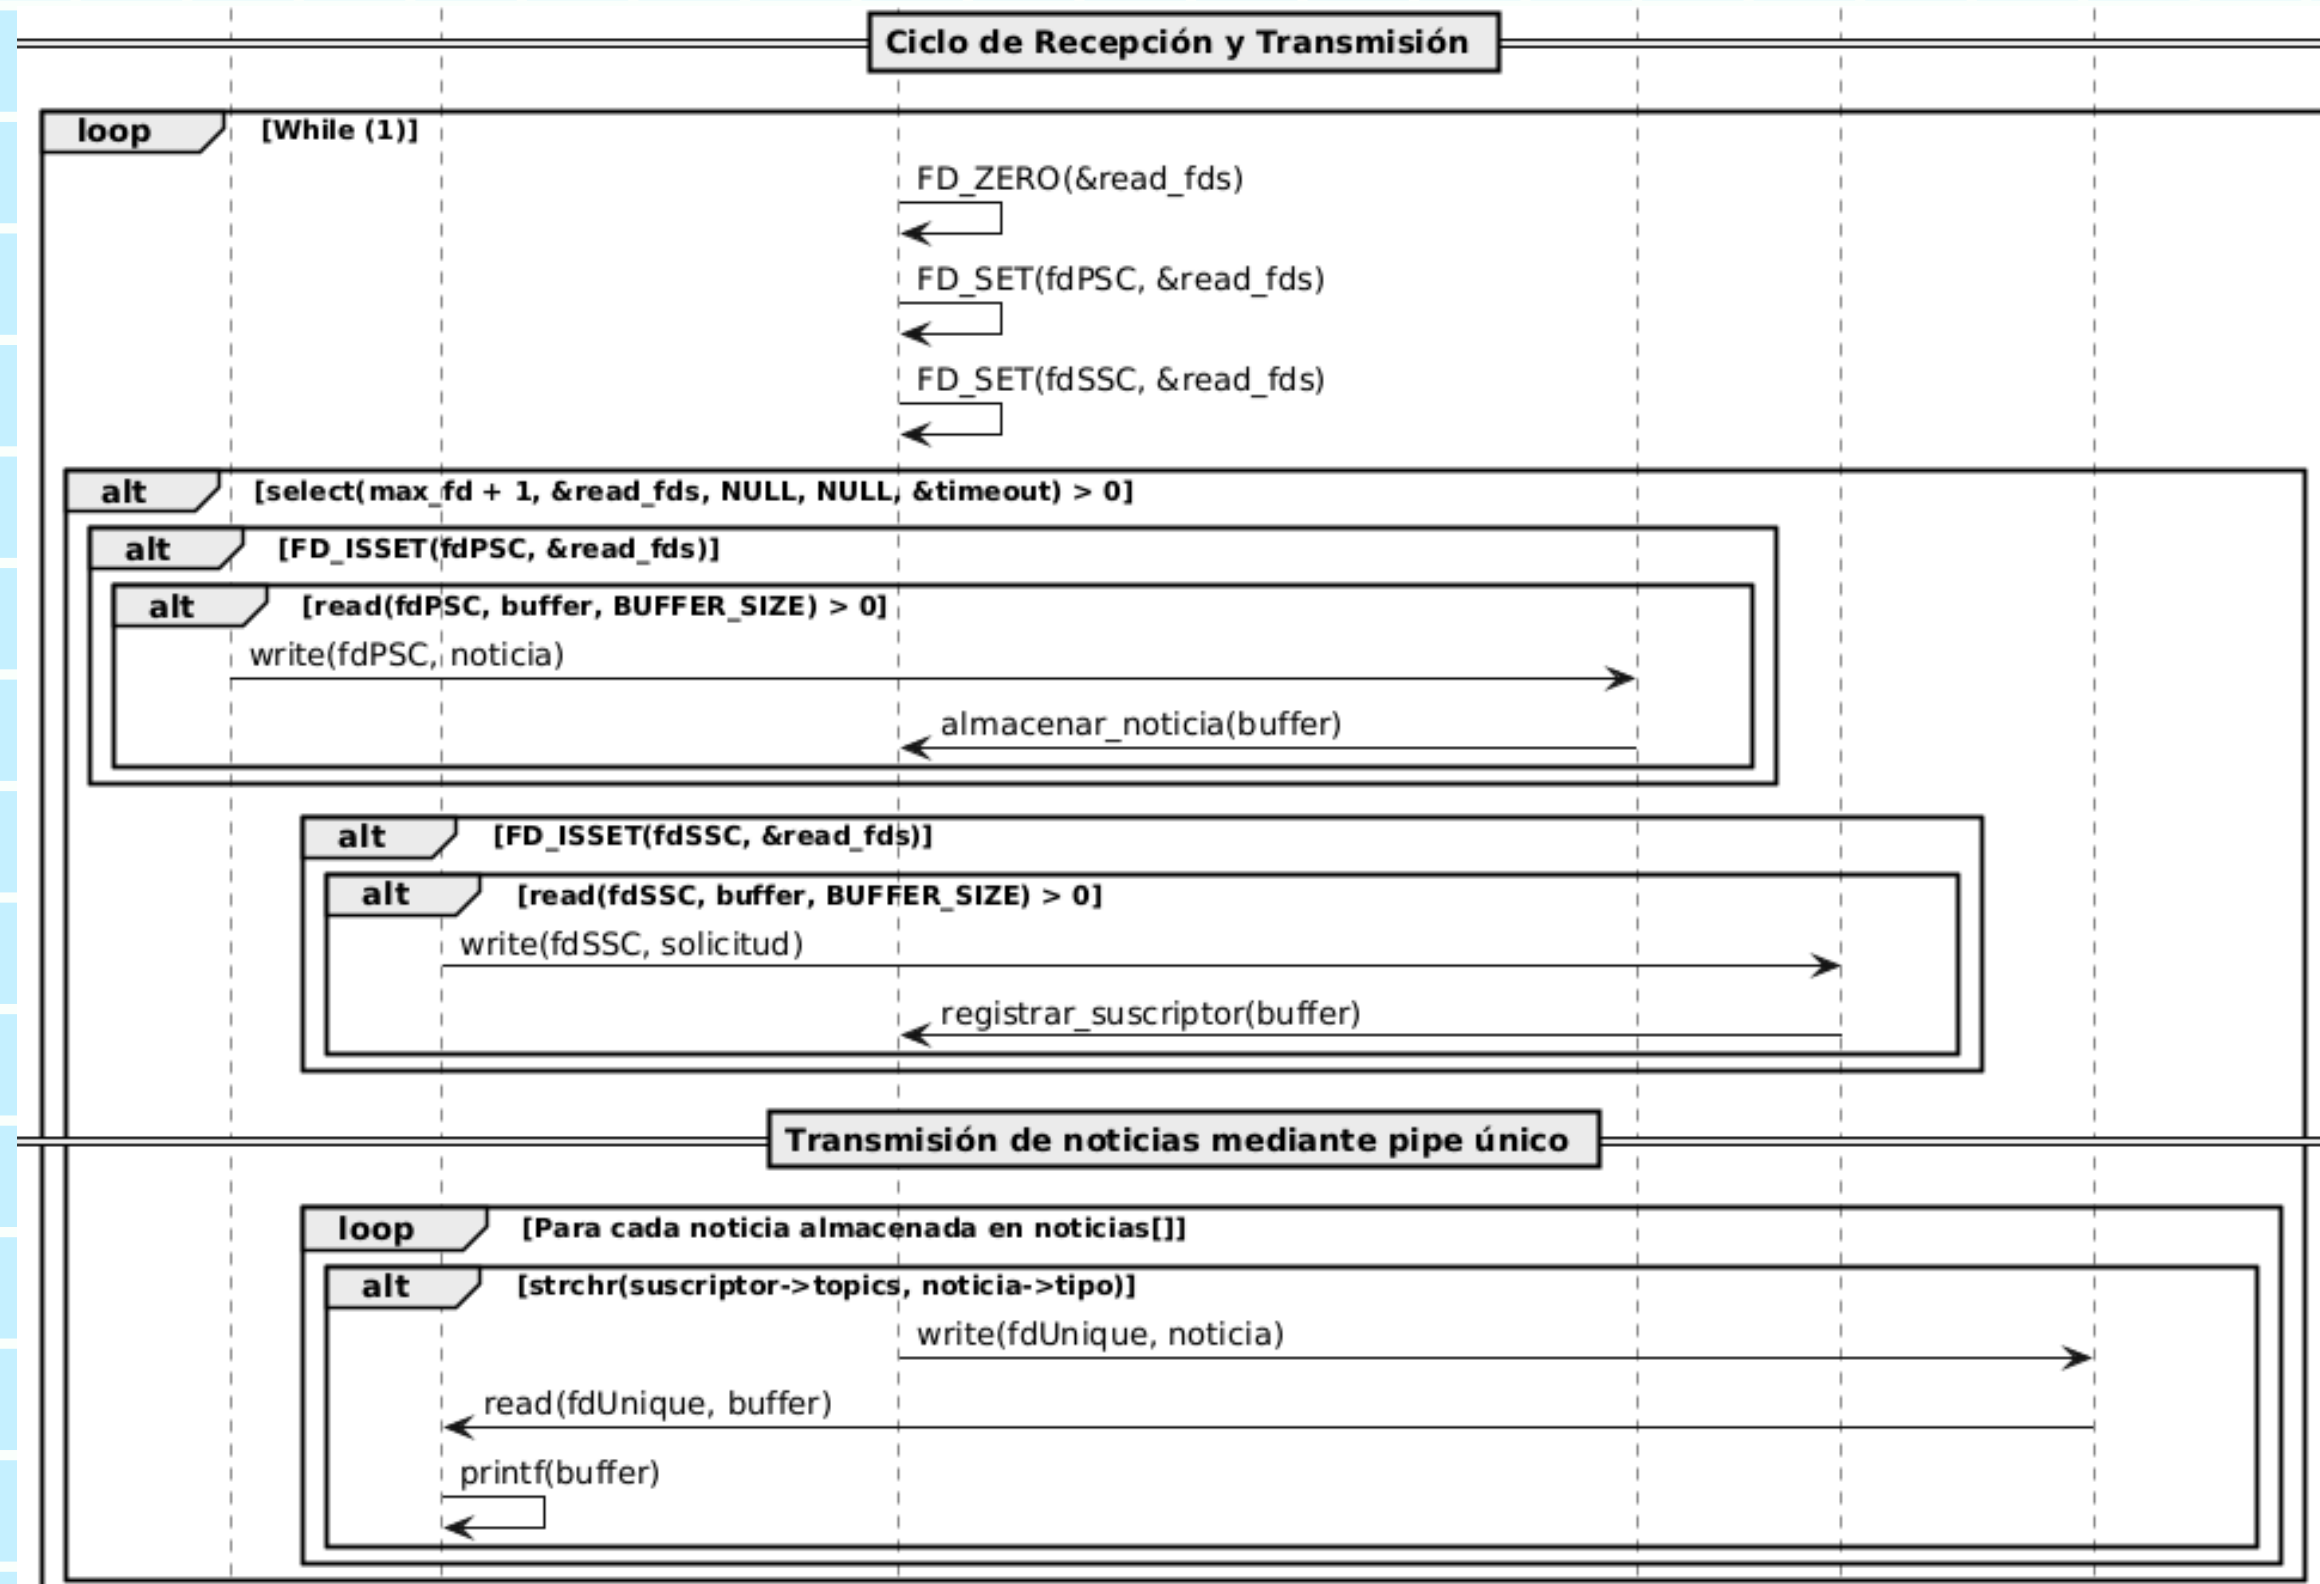 Ciclo de Recepción y Transmisión
loop [While (1)]
FD_ZERO(&read_fds)
FD_SET(fdPSC, &read_fds)
FD_SET(fdSSC, &read_fds)
alt [select(max_fd + 1, &read_fds, NULL, NULL, &timeout) > 0]
alt [FD_ISSET(fdPSC, &read_fds)]
alt [read(fdPSC, buffer, BUFFER_SIZE) > 0]
write(fdPSC, noticia)
almacenar_noticia(buffer)
alt [FD_ISSET(fdSSC, &read_fds)]
alt [read(fdSSC, buffer, BUFFER_SIZE) > 0]
write(fdSSC, solicitud)
registrar_suscriptor(buffer)
Transmisión de noticias mediante pipe único
loop [Para cada noticia almacenada en noticias[]]
alt [strchr(suscriptor->topics, noticia->tipo)]
write(fdUnique, noticia)
read(fdUnique, buffer)
printf(buffer)